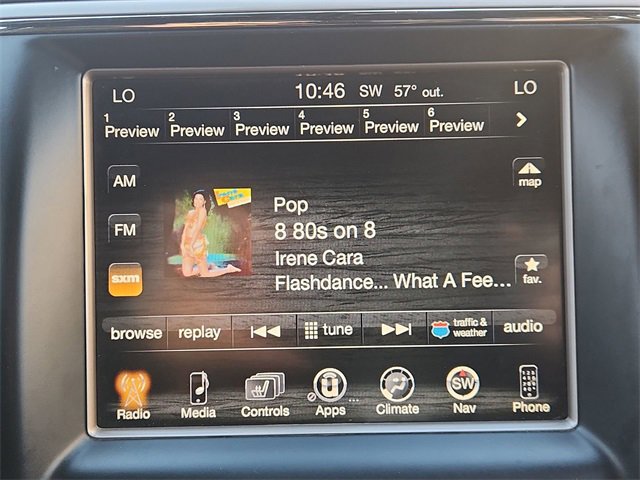 LO 10:46 SW 57° out. LO
1 Preview 2 Preview 3 Preview 4 Preview 5 Preview 6 Preview
AM
map
Pop
FM
8 80s on 8
Irene Cara
sxm
Flashdance... What A Fee...
fav.
browse replay tune traffic & weather audio
Radio Media Controls Apps Climate SW Nav Phone